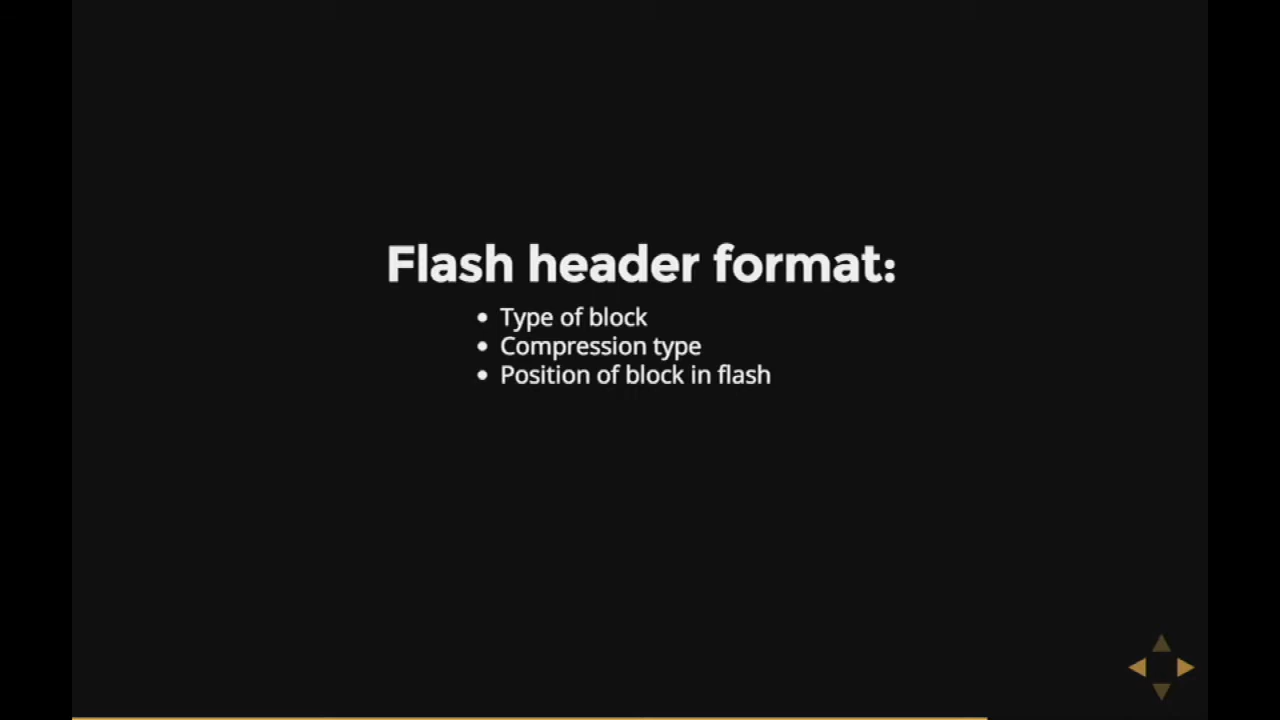 Flash header format:
• Type of block
• Compression type
• Position of block in flash